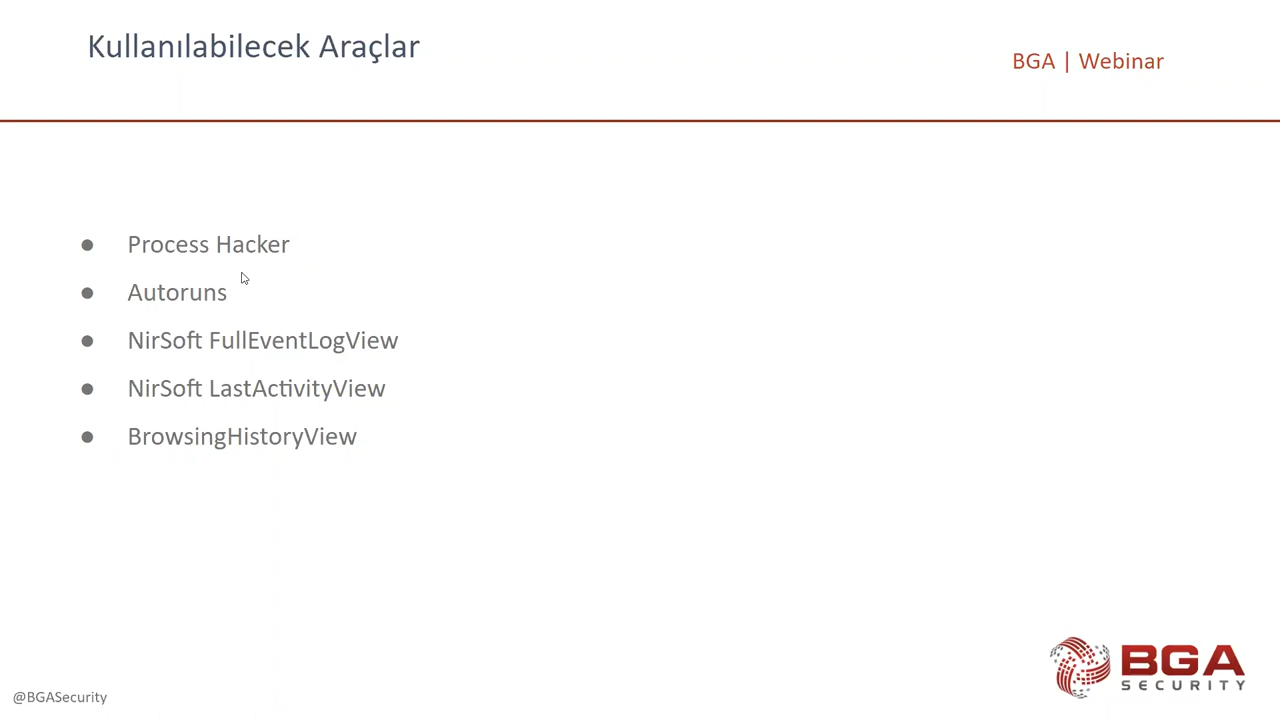 Kullanılabilecek Araçlar
BGA | Webinar
● Process Hacker
● Autoruns
● NirSoft FullEventLogView
● NirSoft LastActivityView
● BrowsingHistoryView
BGA
SECURITY
@BGASecurity